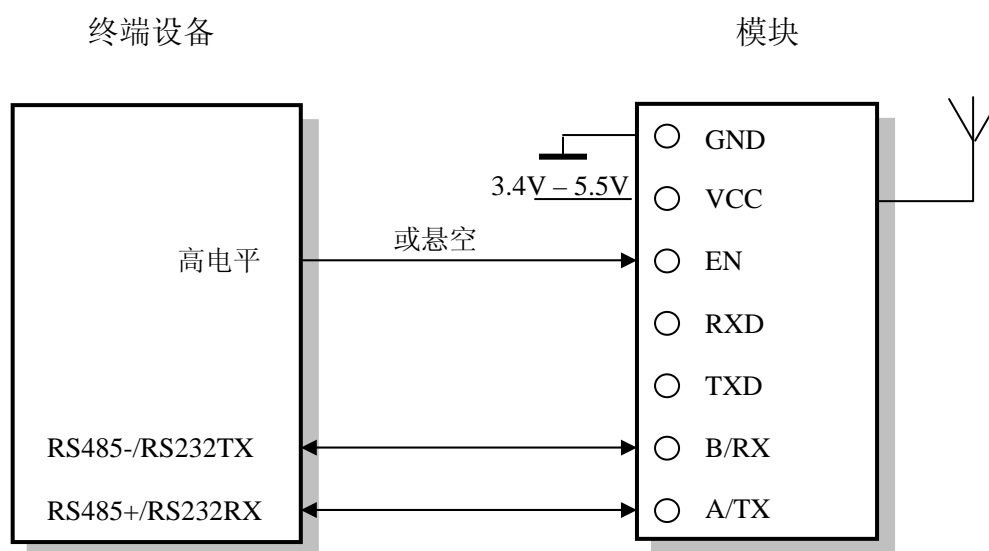 终端设备
模块
GND
3.4V – 5.5V
VCC
高电平
或悬空
EN
RXD
TXD
RS485-/RS232TX
B/RX
RS485+/RS232RX
A/TX